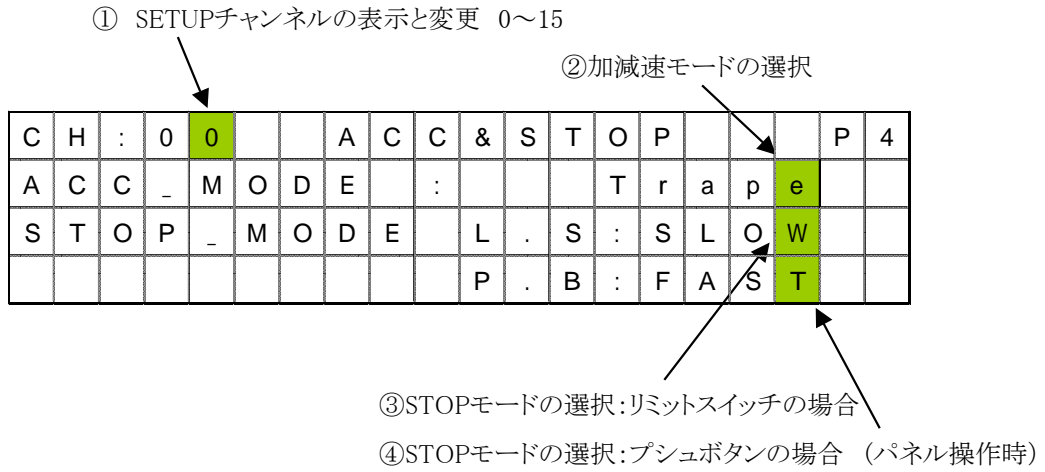 ① SETUPチャンネルの表示と変更 0～15
②加減速モードの選択
CH:00  ACC&STOP   P4
ACC_MODE :   Trape
STOP_MODE L.S:SLOW
P.B:FAST
③STOPモードの選択:リミットスイッチの場合
④STOPモードの選択:プシュボタンの場合 (パネル操作時)